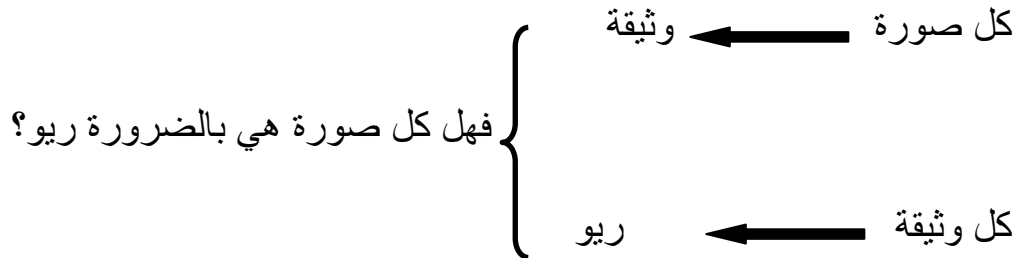 كل صورة وثيقة
فهل كل صورة هي بالضرورة ريو؟
كل وثيقة ريو